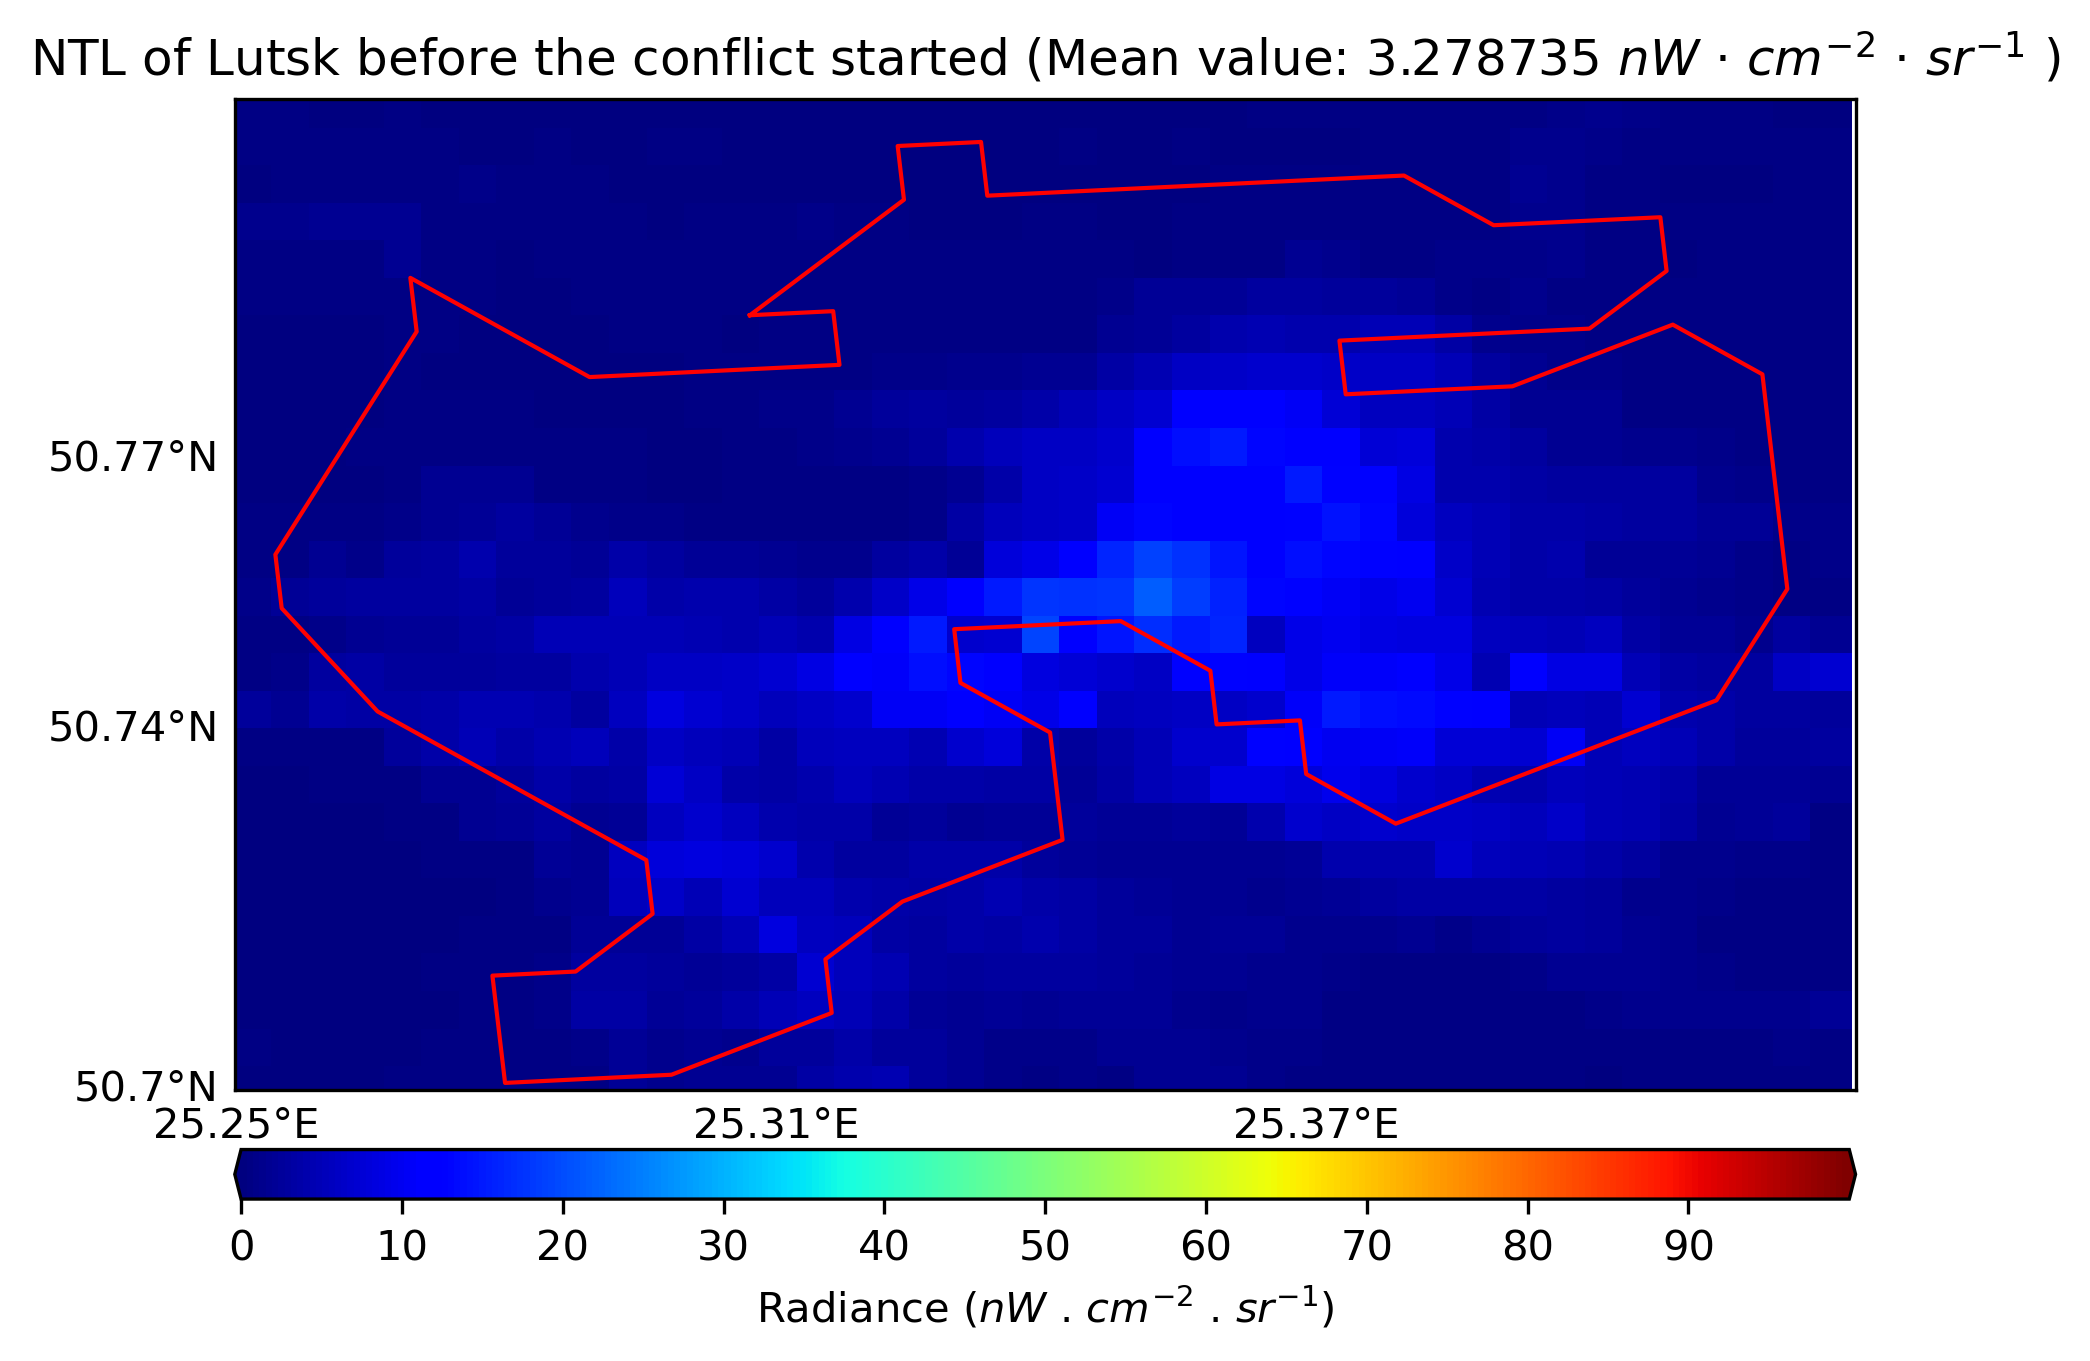 NTL of Lutsk before the conflict started (Mean value: 3.278735 nW · cm⁻² · sr⁻¹ )
50.77°N
50.74°N
50.7°N
25.25°E 25.31°E 25.37°E
0 10 20 30 40 50 60 70 80 90
Radiance (nW . cm⁻² . sr⁻¹)